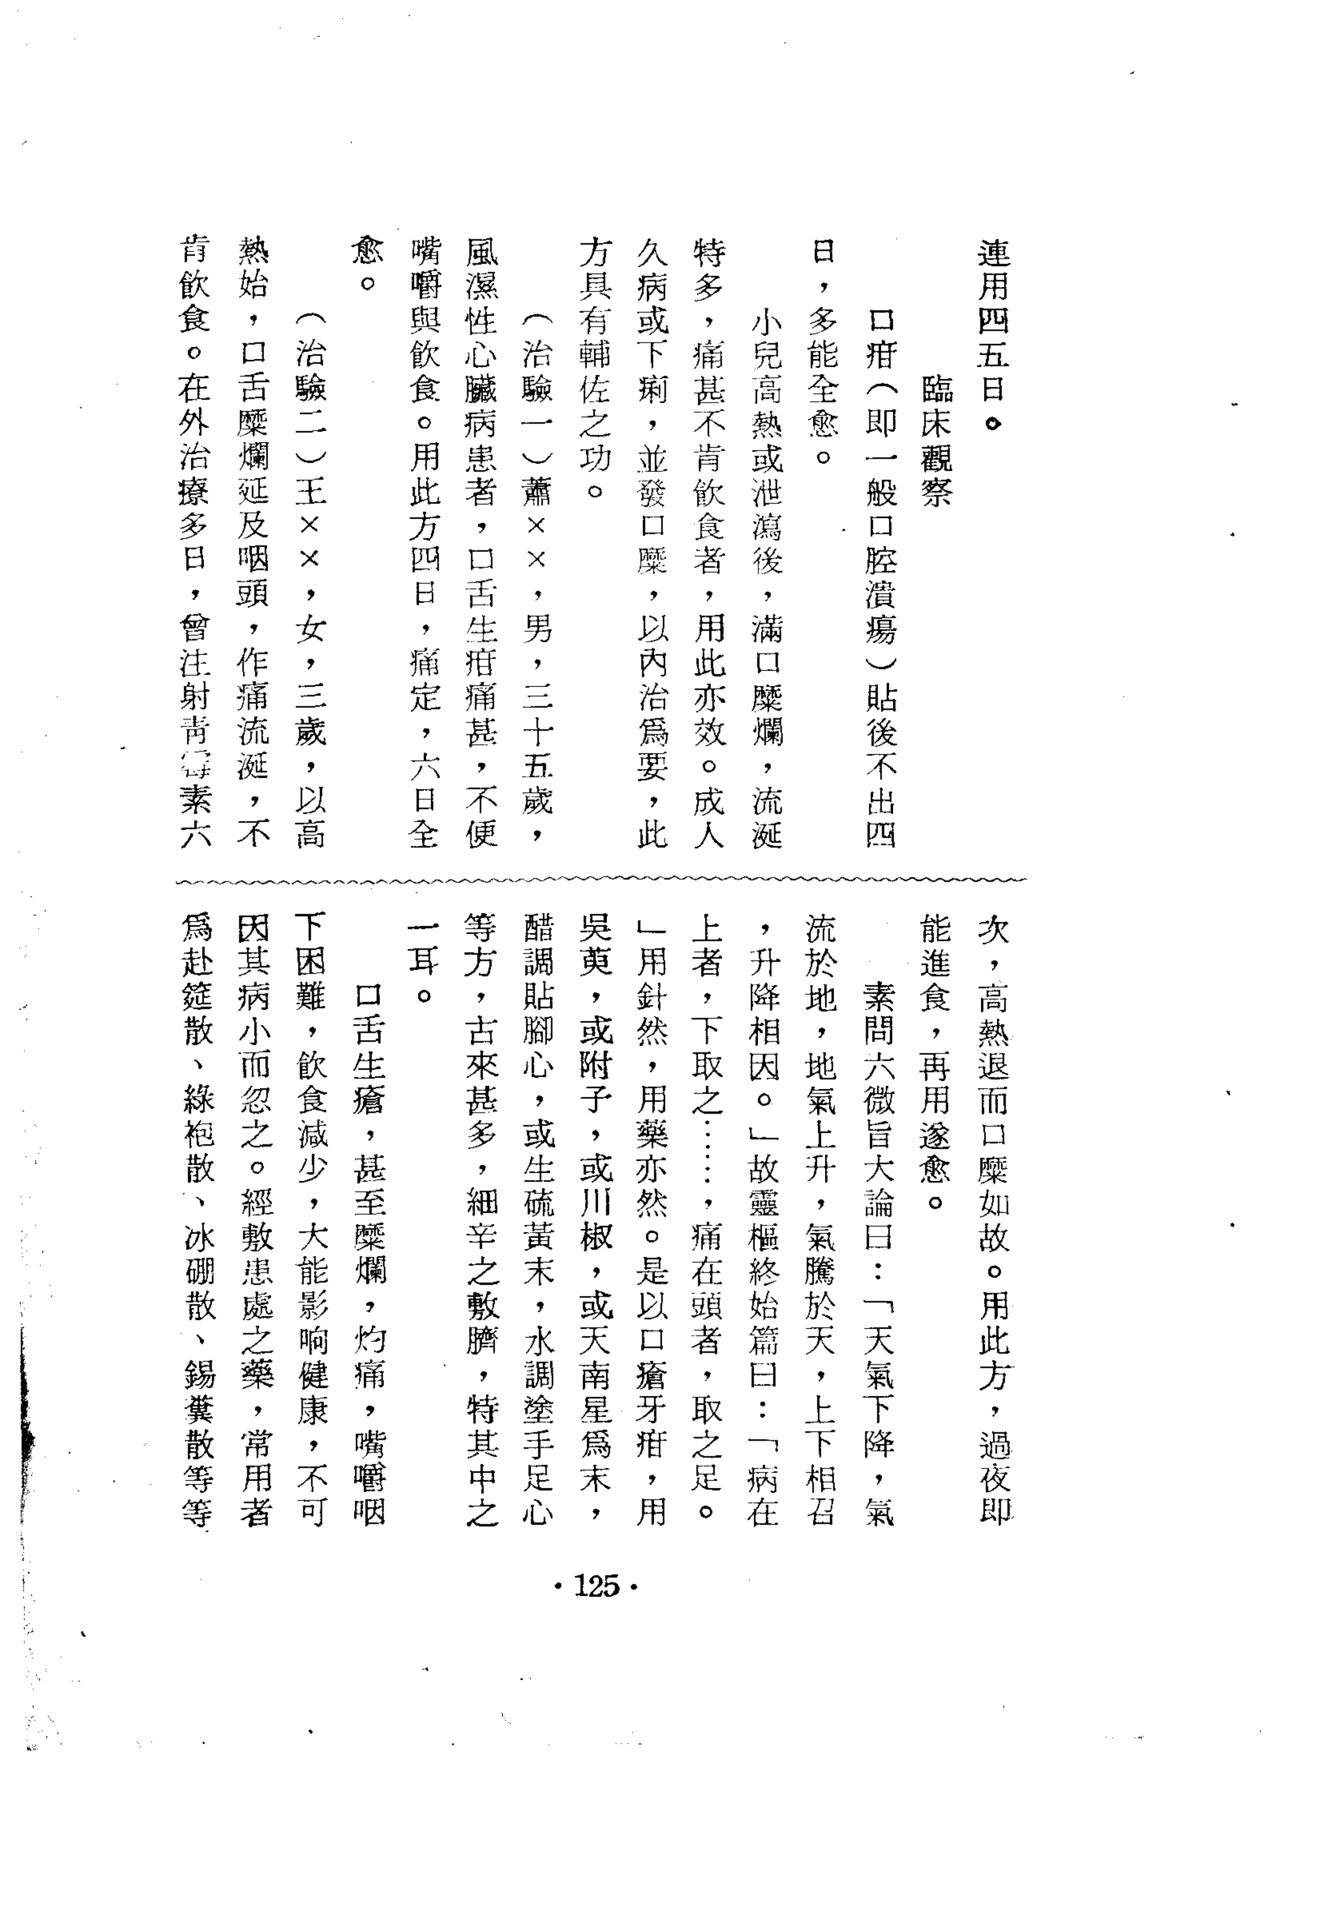 連用四五日。
臨床觀察
口疳（即一般口腔潰瘍）貼後不出四
日，多能全愈。
小兒高熱或泄瀉後，滿口糜爛，流涎
特多，痛甚不肯飲食者，用此亦效。成人
久病或下痢，並發口糜，以內治爲要，此
方具有輔佐之功。
（治驗一）蕭××，男，三十五歲，
風濕性心臟病患者，口舌生疳痛甚，不便
嘴嚼與飲食。用此方四日，痛定，六日全
愈。
（治驗二）王××，女，三歲，以高
熱始，口舌糜爛延及咽頭，作痛流涎，不
肯飲食。在外治療多日，曾注射青霉素六
次，高熱退而口糜如故。用此方，過夜即
能進食，再用遂愈。
素問六微旨大論曰：「天氣下降，氣
流於地，地氣上升，氣騰於天，上下相召
，升降相因。」故靈樞終始篇曰：「病在
上者，下取之……，痛在頭者，取之足。
」用針然，用藥亦然。是以口瘡牙疳，用
吳萸，或附子，或川椒，或天南星爲末，
醋調貼腳心，或生硫黃末，水調塗手足心
等方，古來甚多，細辛之敷臍，特其中之
一耳。
口舌生瘡，甚至糜爛，灼痛，嘴嚼咽
下困難，飲食減少，大能影响健康，不可
因其病小而忽之。經敷患處之藥，常用者
爲赴筵散、綠袍散、冰硼散、錫糞散等等
·125·